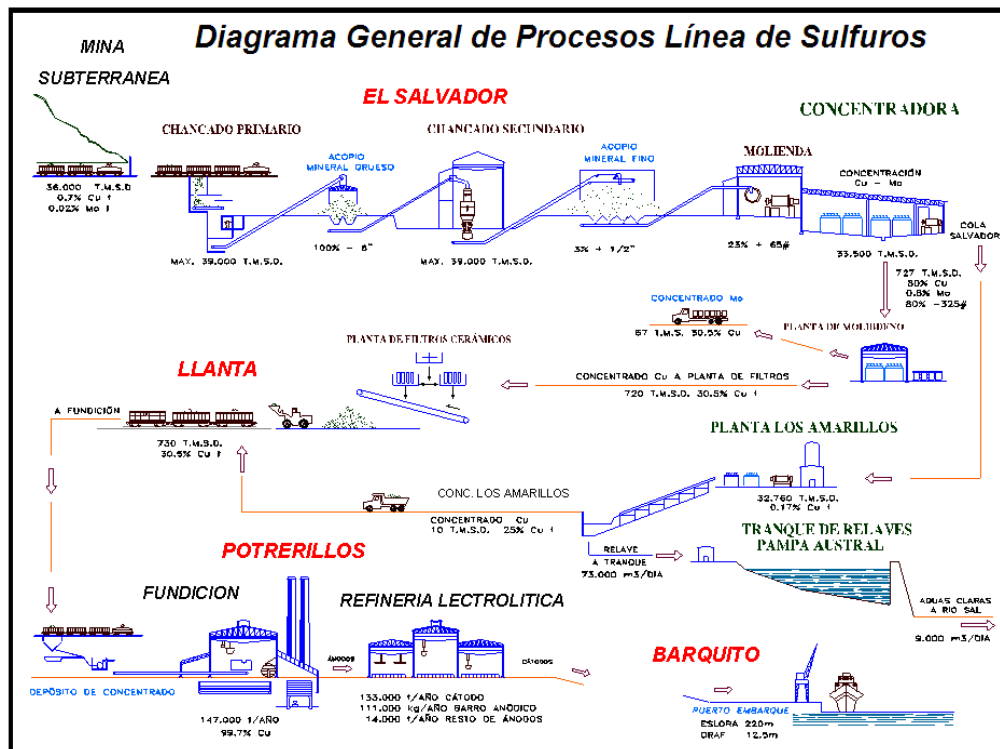 Diagrama General de Procesos Línea de Sulfuros
MINA
SUBTERRANEA
EL SALVADOR
CONCENTRADORA
CHANCADO PRIMARIO
CHANCADO SECUNDARIO
ACOPIO
MINERAL GRUESO
ACOPIO
MINERAL FINO
MOLIENDA
CONCENTRACIÓN
Cu - Mo
36.000 T.M.S.D
0.7% Cu t
0.02% Mo t
MAX. 39.000 T.M.S.D.
100% - 6"
MAX. 39.000 T.M.S.D.
3% + 1/2"
23% + 65#
33.500 T.M.S.D.
COLA
SALVADOR
727 T.M.S.D.
30% Cu
0.8% Mo
80% -325#
CONCENTRADO Mo
67 T.M.S. 30.5% Cu
PLANTA DE MOLIBDENO
PLANTA DE FILTROS CERÁMICOS
CONCENTRADO Cu A PLANTA DE FILTROS
720 T.M.S.D. 30.5% Cu t
LLANTA
A FUNDICIÓN
730 T.M.S.D.
30.5% Cu t
PLANTA LOS AMARILLOS
32.760 T.M.S.D.
0.17% Cu t
CONC. LOS AMARILLOS
CONCENTRADO Cu
10 T.M.S.D. 25% Cu t
RELAVE
A TRANQUE
73.000 m3/DIA
TRANQUE DE RELAVES
PAMPA AUSTRAL
AGUAS CLARAS
A RIO SAL
9.000 m3/DIA
POTRERILLOS
FUNDICION
REFINERIA LECTROLITICA
ÁNODOS
CÁTODOS
DEPÓSITO DE CONCENTRADO
147.000 t/AÑO
99.7% Cu
133.000 t/AÑO CÁTODO
111.000 kg/AÑO BARRO ANÓDICO
14.000 t/AÑO RESTO DE ÁNODOS
BARQUITO
PUERTO EMBARQUE
ESLORA 220m
DRAF 12.5m